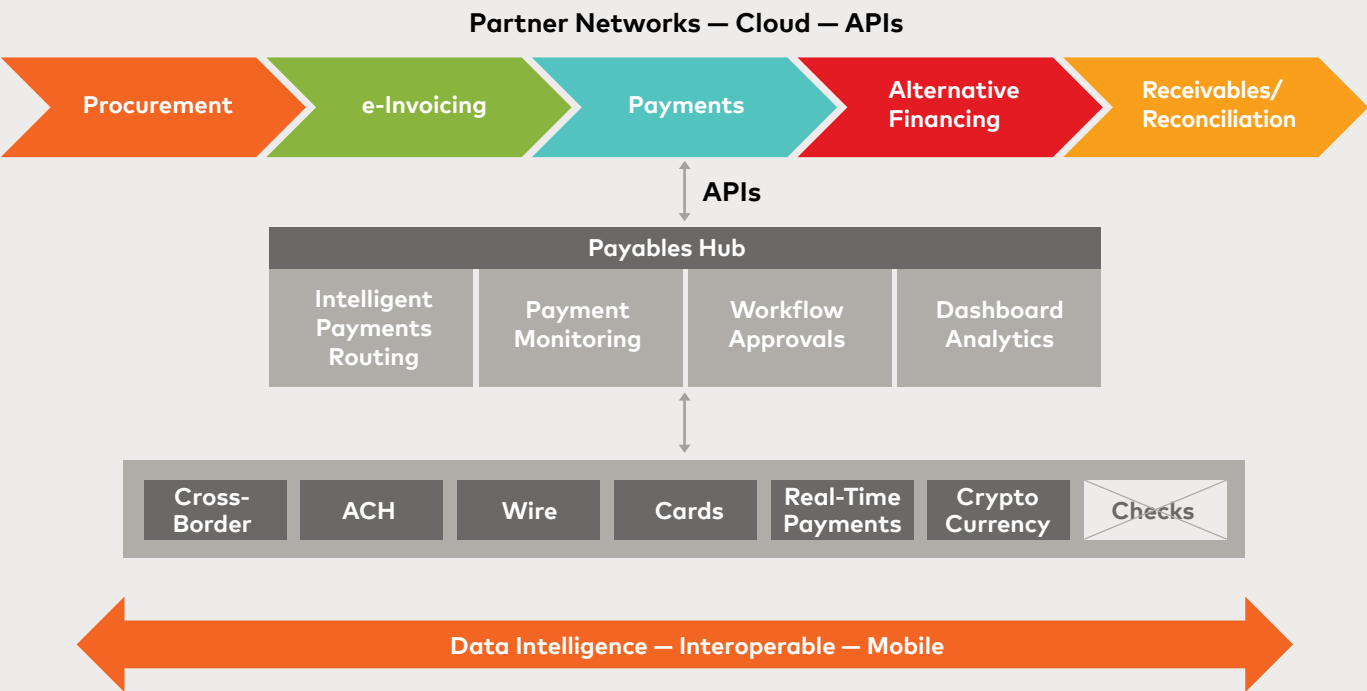 Partner Networks — Cloud — APIs
Procurement
e-Invoicing
Payments
Alternative
Financing
Receivables/
Reconciliation
APIs
Payables Hub
Intelligent
Payments
Routing
Payment
Monitoring
Workflow
Approvals
Dashboard
Analytics
Cross-
Border
ACH
Wire
Cards
Real-Time
Payments
Crypto
Currency
Checks
Data Intelligence — Interoperable — Mobile